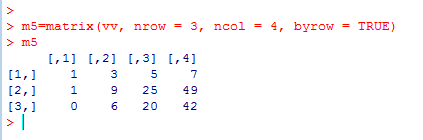 >
> m5=matrix(vv, nrow = 3, ncol = 4, byrow = TRUE)
> m5
     [,1] [,2] [,3] [,4]
[1,]    1    3    5    7
[2,]    1    9   25   49
[3,]    0    6   20   42
>